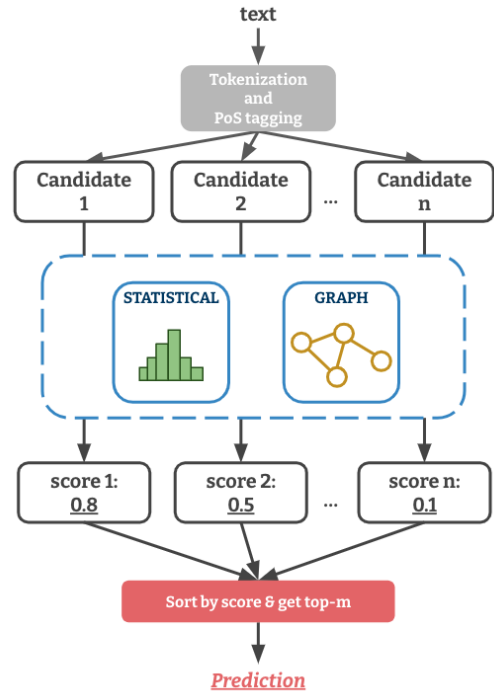 text
Tokenization
and
PoS tagging
Candidate
1
Candidate
2
...
Candidate
n
STATISTICAL
GRAPH
score 1:
0.8
score 2:
0.5
...
score n:
0.1
Sort by score & get top-m
Prediction